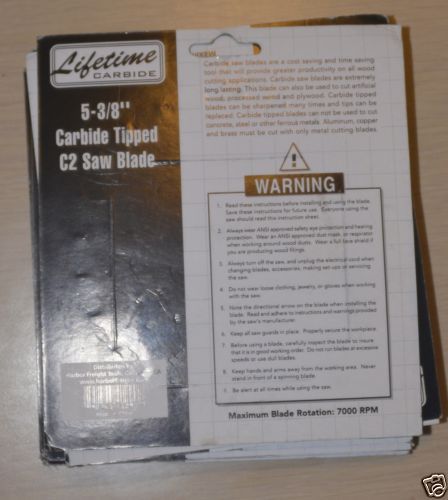 Lifetime
CARBIDE
5-3/8"
Carbide Tipped
C2 Saw Blade
Carbide saw blades are a cost saving and time saving
tool that will provide greater productivity on all wood
cutting applications. Carbide saw blades are extremely
long lasting. This blade can also be used to cut artificial
wood, processed wood and plywood. Carbide tipped
blades can be sharpened many times and tips can be
replaced. Carbide tipped blades can not be used to cut
concrete, steel or other ferrous metals. Aluminum, copper
and brass must be cut with only metal cutting blades.
WARNING
1. Read these instructions before installing and using the blade.
Save these instructions for future use. Everyone using the
saw should read this instruction sheet.
2. Always wear ANSI approved safety eye protection and hearing
protection. Wear an ANSI approved dust mask, or respirator
when working around wood dusts. Wear a full face shield if
you are producing wood filings.
3. Always turn off the saw, and unplug the electrical cord when
changing blades, accessories, making set-ups or servicing
the saw.
4. Do not wear loose clothing, jewelry, or gloves when working
with the saw.
5. Note the directional arrow on the blade when installing the
blade. Read and adhere to instructions and warnings provided
by the saw's manufacturer.
6. Keep all saw guards in place. Properly secure the workpiece.
7. Before using a blade, carefully inspect the blade to insure
that it is in good working order. Do not run blades at excessive
speeds or use dull blades.
8. Keep hands and arms away from the working area. Never
stand in front of a spinning blade.
9. Be alert at all times while using the saw.
Maximum Blade Rotation: 7000 RPM
Distributed by
Harbor Freight Tools